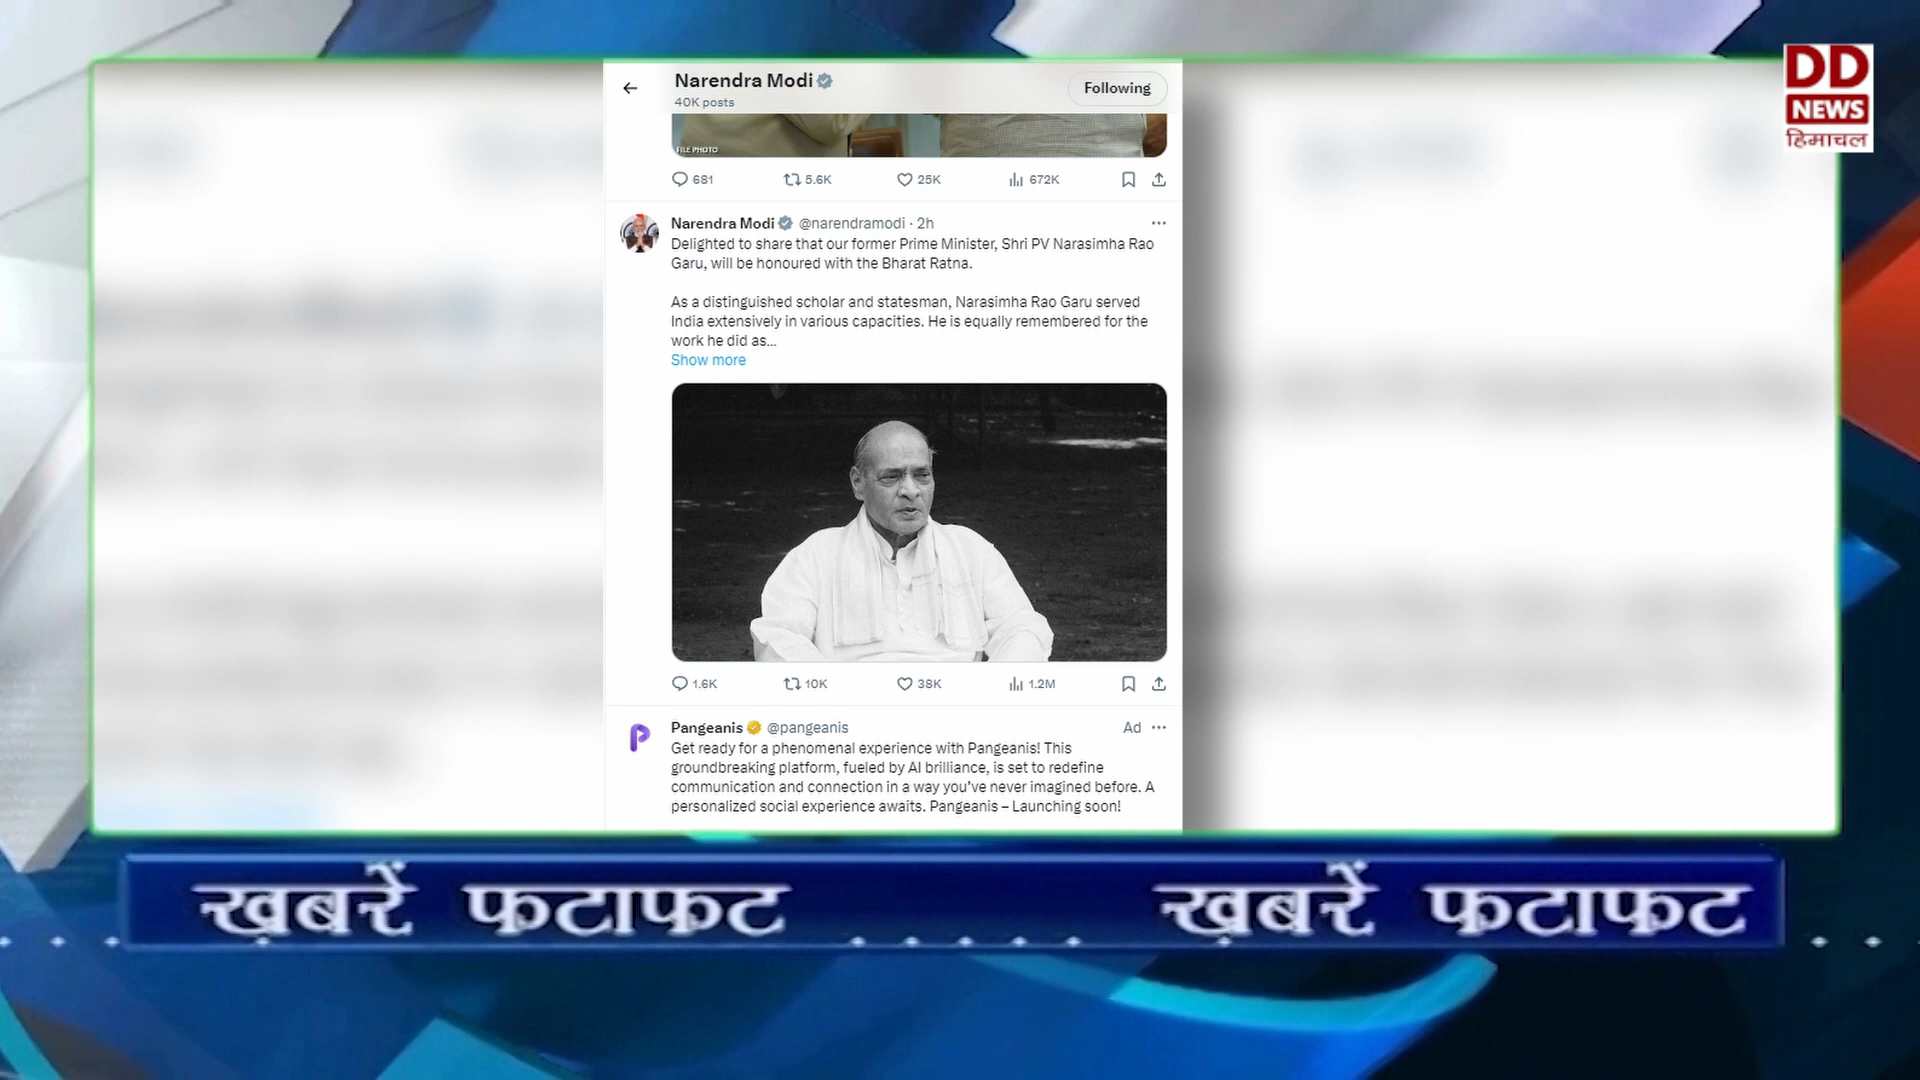 Narendra Modi
40K posts
Following
DD
NEWS
हिमाचल
FILE PHOTO
681 5.6K 25K 672K
Narendra Modi @narendramodi · 2h
Delighted to share that our former Prime Minister, Shri PV Narasimha Rao
Garu, will be honoured with the Bharat Ratna.
As a distinguished scholar and statesman, Narasimha Rao Garu served
India extensively in various capacities. He is equally remembered for the
work he did as...
Show more
1.6K 10K 38K 1.2M
Pangeanis @pangeanis Ad
Get ready for a phenomenal experience with Pangeanis! This
groundbreaking platform, fueled by AI brilliance, is set to redefine
communication and connection in a way you've never imagined before. A
personalized social experience awaits. Pangeanis – Launching soon!
ख़बरें फटाफट ख़बरें फटाफट